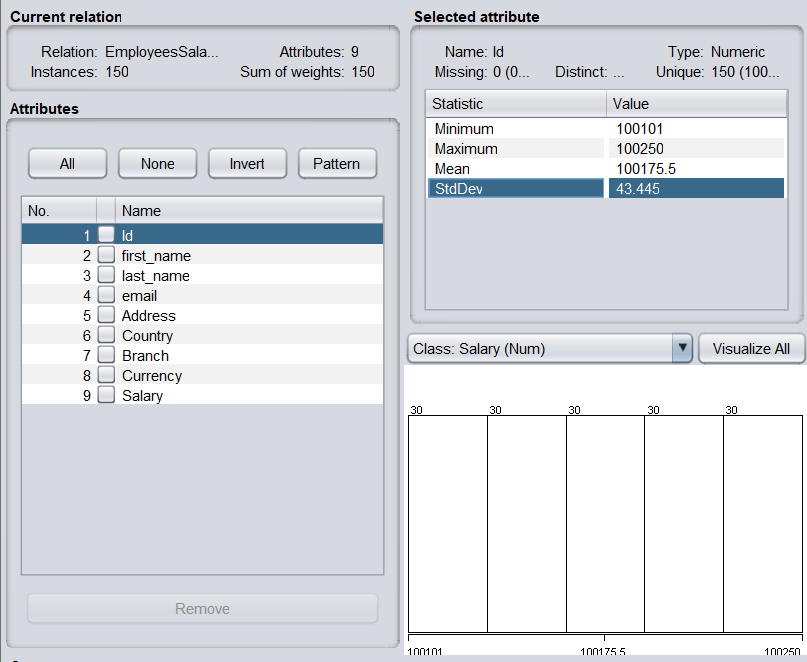 Current relation
Relation: EmployeesSala... Attributes: 9
Instances: 150 Sum of weights: 150
Attributes
All None Invert Pattern
No. Name
1 Id
2 first_name
3 last_name
4 email
5 Address
6 Country
7 Branch
8 Currency
9 Salary
Remove
Selected attribute
Name: Id Type: Numeric
Missing: 0 (0... Distinct: ... Unique: 150 (100...
Statistic Value
Minimum 100101
Maximum 100250
Mean 100175.5
StdDev 43.445
Class: Salary (Num) Visualize All
30 30 30 30 30
100101 100175.5 100250